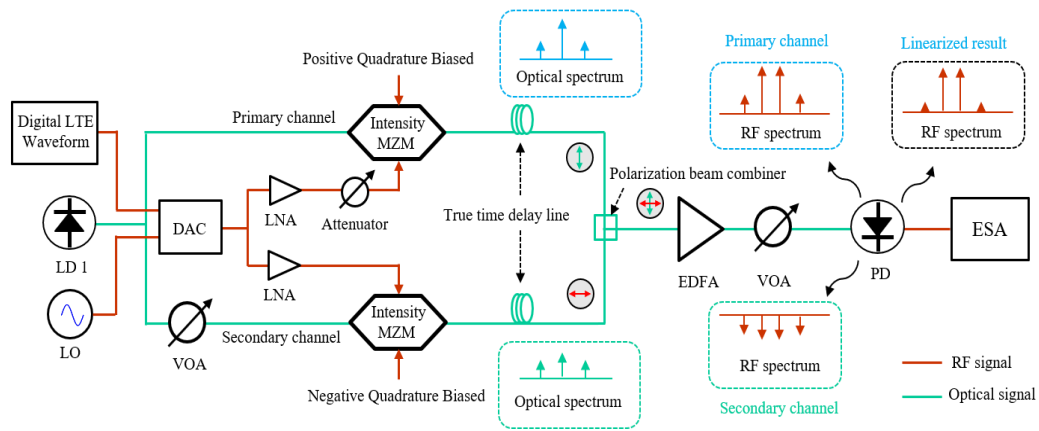 Positive Quadrature Biased
Optical spectrum
Primary channel
RF spectrum
Linearized result
RF spectrum
Digital LTE
Waveform
Primary channel
Intensity
MZM
Polarization beam combiner
LD 1
DAC
LNA
Attenuator
True time delay line
LNA
EDFA
VOA
PD
ESA
LO
VOA
Secondary channel
Intensity
MZM
Negative Quadrature Biased
Optical spectrum
RF spectrum
Secondary channel
RF signal
Optical signal